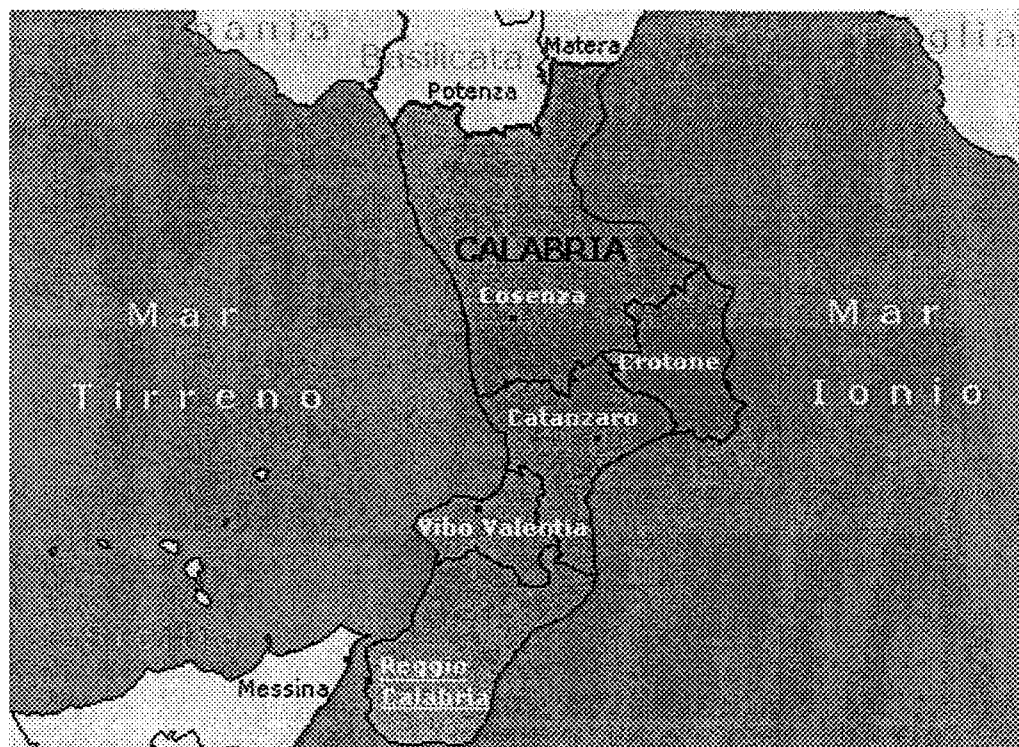 Matera
Basilicata
Potenza
CALABRIA
Cosenza
Mar
Mar
Crotone
Tirreno
Ionio
Catanzaro
Vibo Valentia
Reggio
Calabria
Messina